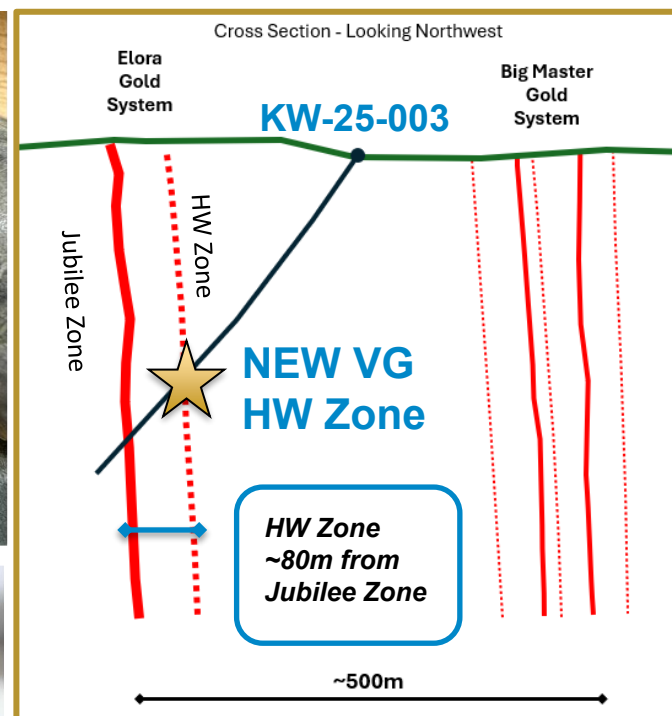 Cross Section - Looking Northwest
Elora
Gold
System
Big Master
Gold
System
KW-25-003
HW Zone
Jubilee Zone
NEW VG
HW Zone
HW Zone
~80m from
Jubilee Zone
~500m